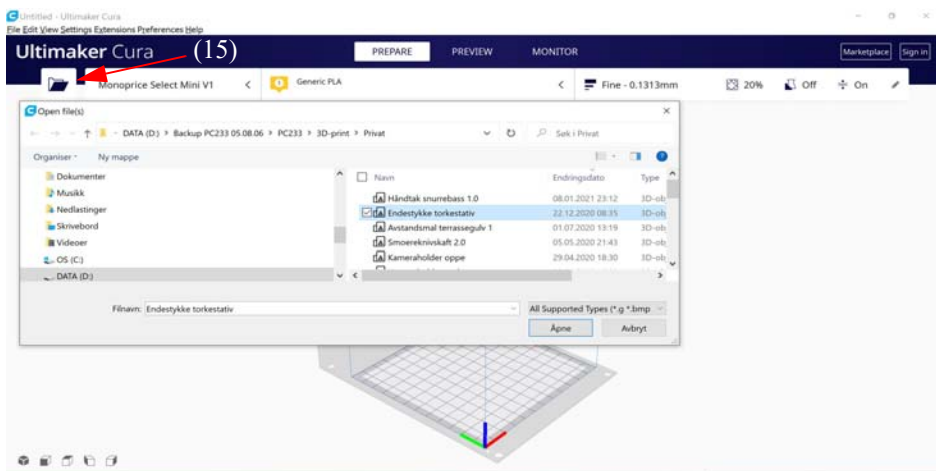 Untitled - Ultimaker Cura
File Edit View Settings Extensions Preferences Help
Ultimaker Cura (15) PREPARE PREVIEW MONITOR Marketplace Sign in
Monoprice Select Mini V1 Generic PLA Fine - 0.1313mm 20% Off On
Open file(s)
DATA (D:) > Backup PC233 05.08.06 > PC233 > 3D-print > Privat Søk i Privat
Organiser Ny mappe
Navn Endringsdato Type
Dokumenter
Musikk
Nedlastinger
Skrivebord
Videoer
OS (C:)
DATA (D:)
Håndtak snurrebass 1.0 08.01.2021 23:12 3D-ob
Endestykke torkestativ 22.12.2020 08:35 3D-ob
Avstandsmal terrassegulv 1 01.07.2020 13:19 3D-ob
Smoereknivskaft 2.0 05.05.2020 21:43 3D-ob
Kameraholder oppe 29.04.2020 18:30 3D-ob
Filnavn: Endestykke torkestativ All Supported Types (*.g *.bmp
Åpne Avbryt